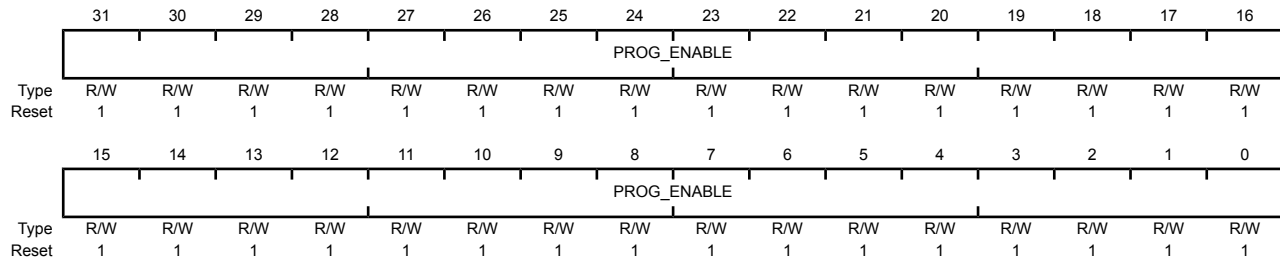 31 30 29 28 27 26 25 24 23 22 21 20 19 18 17 16
PROG_ENABLE
Type R/W R/W R/W R/W R/W R/W R/W R/W R/W R/W R/W R/W R/W R/W R/W R/W
Reset 1 1 1 1 1 1 1 1 1 1 1 1 1 1 1 1
15 14 13 12 11 10 9 8 7 6 5 4 3 2 1 0
PROG_ENABLE
Type R/W R/W R/W R/W R/W R/W R/W R/W R/W R/W R/W R/W R/W R/W R/W R/W
Reset 1 1 1 1 1 1 1 1 1 1 1 1 1 1 1 1